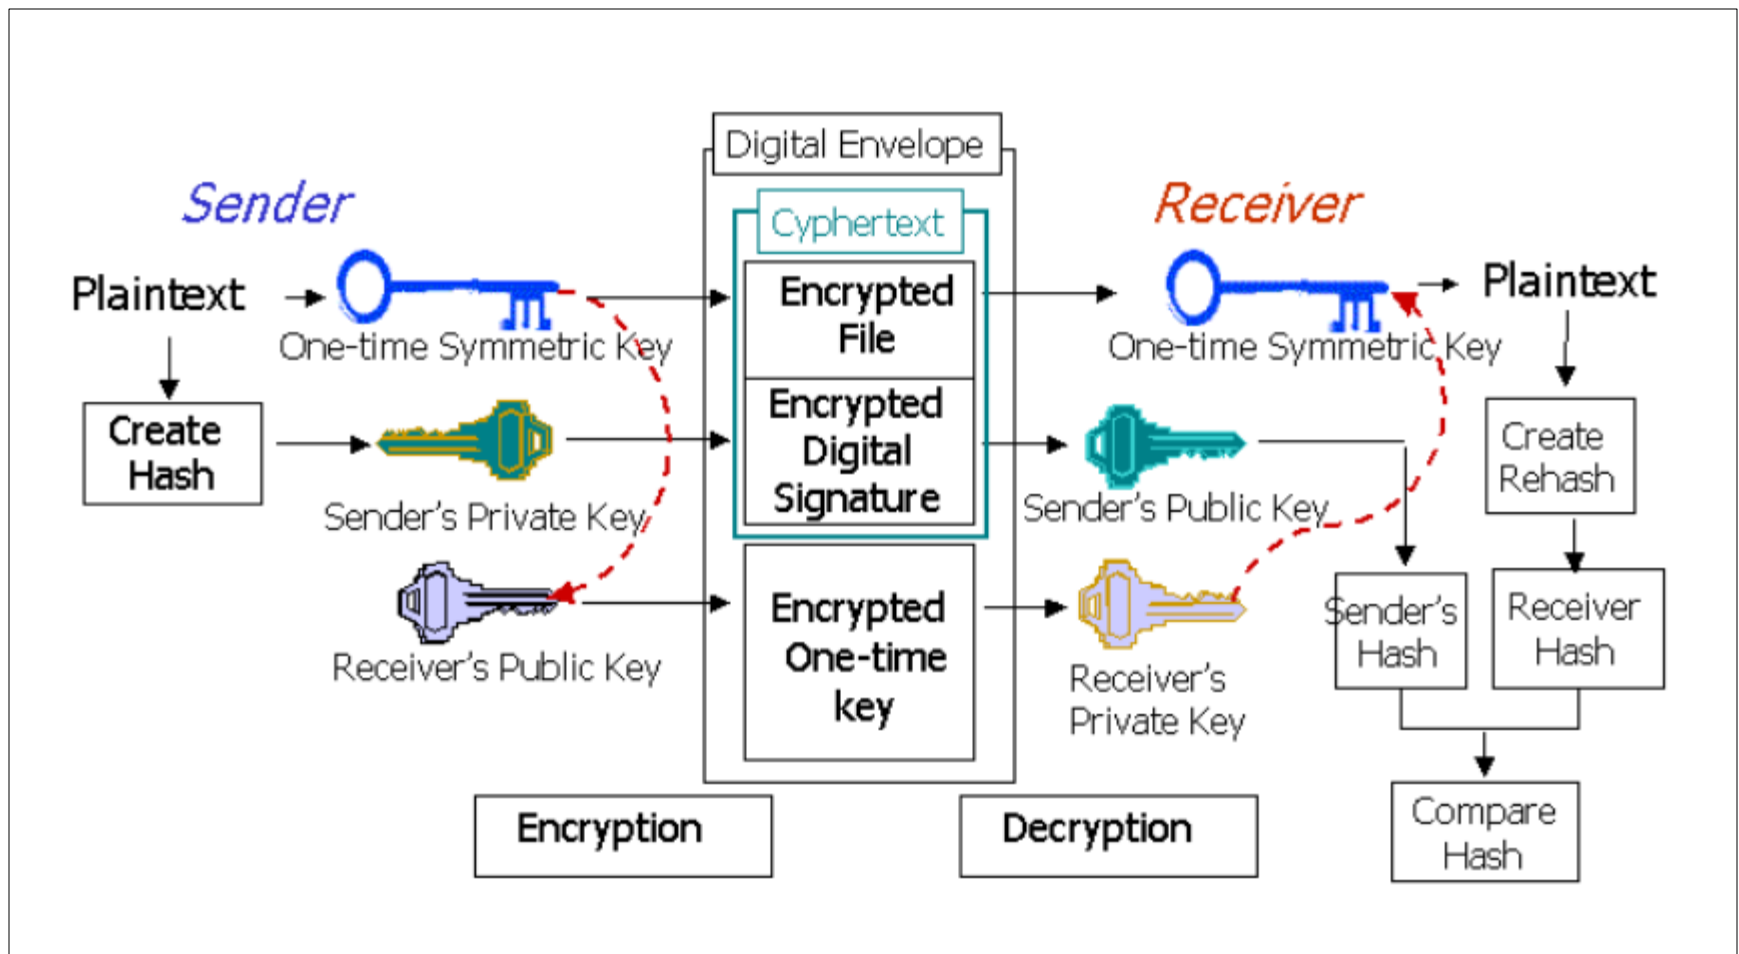 Digital Envelope
Sender
Cyphertext
Receiver
Plaintext
One-time Symmetric Key
Encrypted
File
One-time Symmetric Key
Plaintext
Create
Hash
Sender's Private Key
Encrypted
Digital
Signature
Sender's Public Key
Create
Rehash
Receiver's Public Key
Encrypted
One-time
key
Receiver's
Private Key
Sender's
Hash
Receiver
Hash
Encryption
Decryption
Compare
Hash